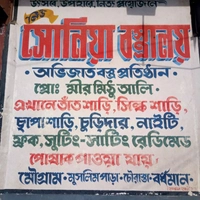 নিউ
সোনিয়া বস্ত্রালয়
• অভিজাত বস্ত্র প্রতিষ্ঠান •
প্রোঃ মীর মিঠু আলি
এখানে তাঁত শাড়ি, সিল্ক শাড়ি,
ছাপা শাড়ি, চুড়িদার, নাইটি,
ফ্রক, সুটিং-সার্টিং রেডিমেড
পোষাক পাওয়া যায়
মৌগ্রাম • মুসলিমপাড়া • চৌরাস্তা • বর্ধমান